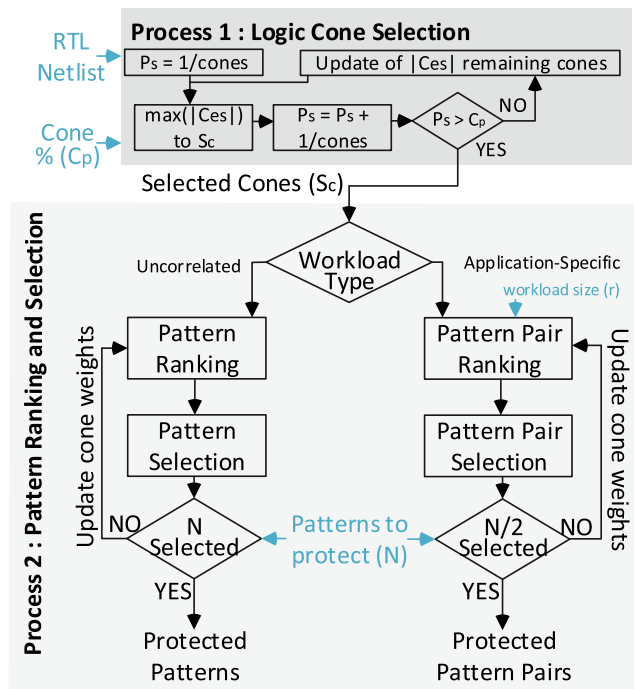 Process 1 : Logic Cone Selection
RTL
Netlist
Ps = 1/cones
Update of |Ces| remaining cones
Cone
% (Cp)
max(|Ces|)
to Sc
Ps = Ps +
1/cones
Ps > Cp
NO
YES
Selected Cones (Sc)
Process 2 : Pattern Ranking and Selection
Workload
Type
Uncorrelated
Application-Specific
workload size (r)
Pattern
Ranking
Pattern
Selection
N
Selected
NO
YES
Update cone weights
Protected
Patterns
Patterns to
protect (N)
Pattern Pair
Ranking
Pattern Pair
Selection
N/2
Selected
NO
YES
Update cone weights
Protected
Pattern Pairs